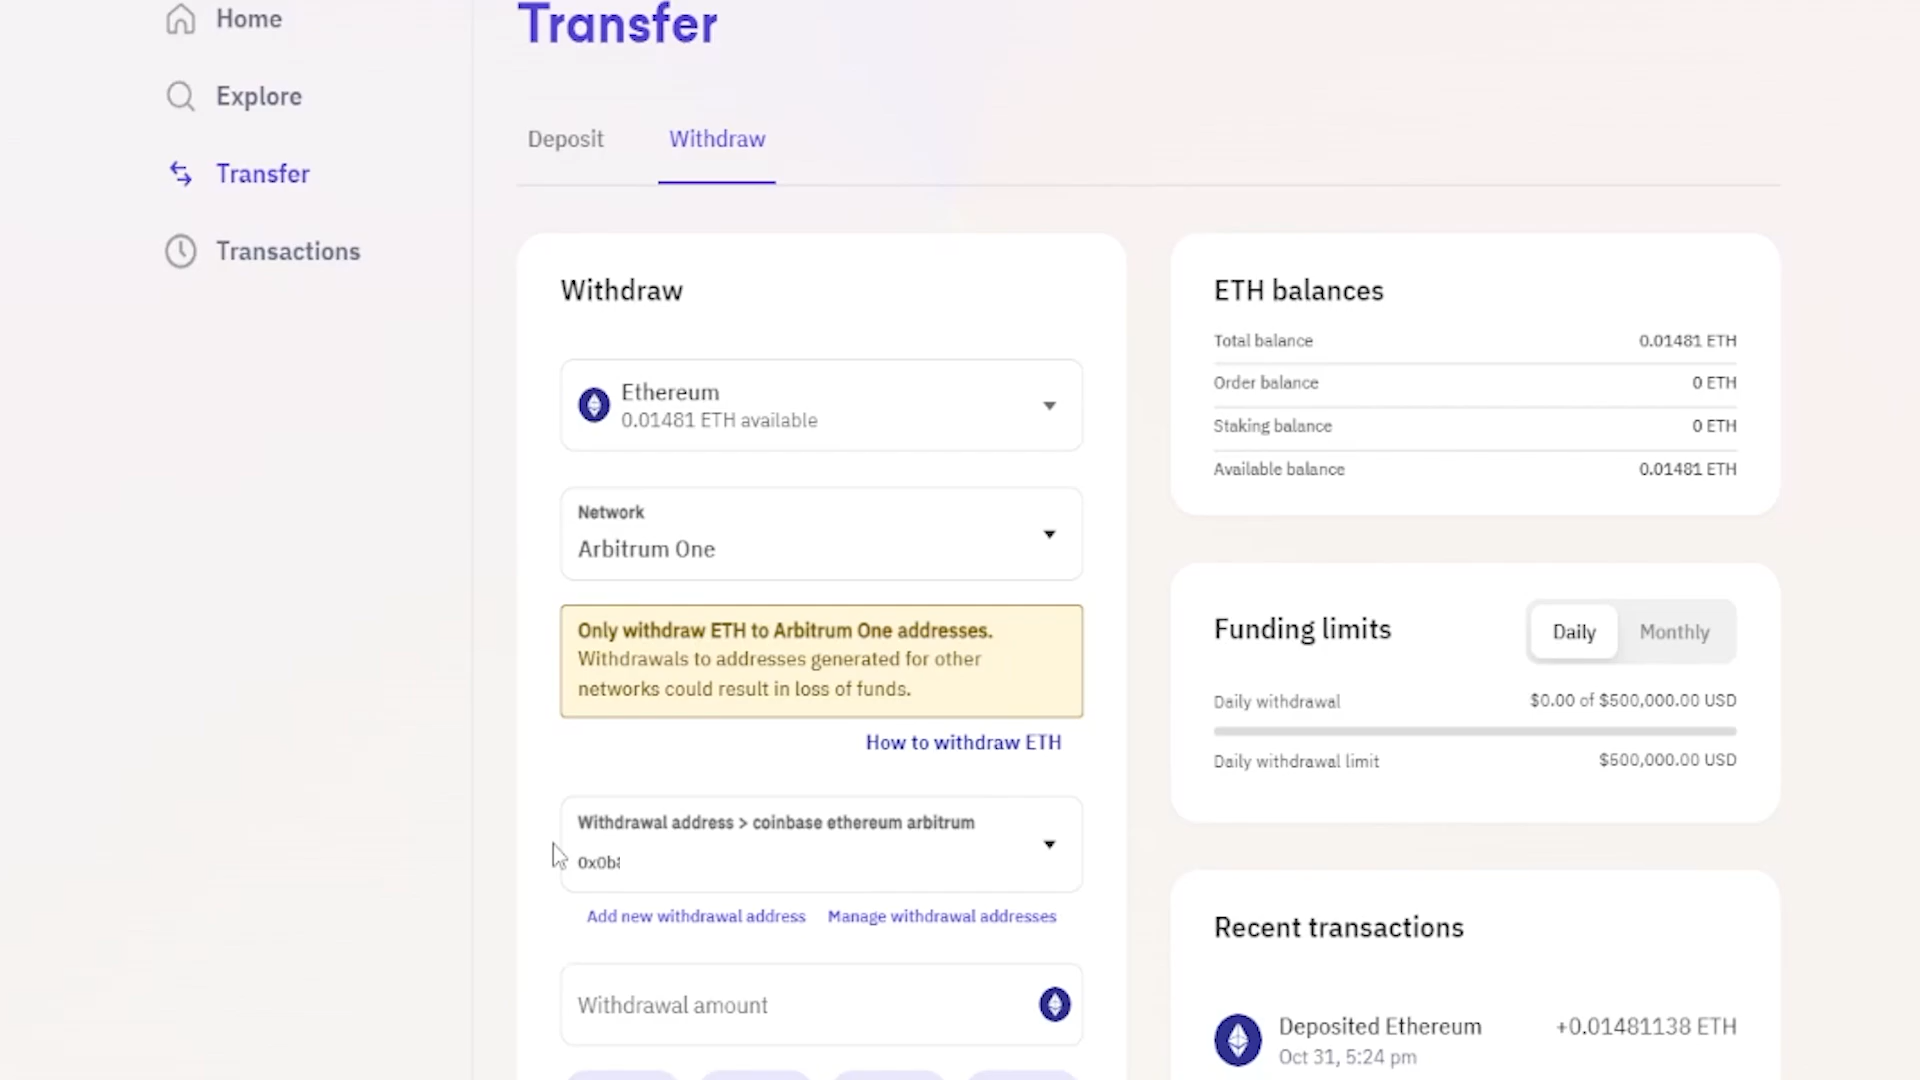 Home
Explore
Transfer
Transactions
Transfer
Deposit
Withdraw
Withdraw
Ethereum
0.01481 ETH available
Network
Arbitrum One
Only withdraw ETH to Arbitrum One addresses.
Withdrawals to addresses generated for other
networks could result in loss of funds.
How to withdraw ETH
Withdrawal address > coinbase ethereum arbitrum
0x0b
Add new withdrawal address
Manage withdrawal addresses
Withdrawal amount
ETH balances
Total balance 0.01481 ETH
Order balance 0 ETH
Staking balance 0 ETH
Available balance 0.01481 ETH
Funding limits
Daily
Monthly
Daily withdrawal $0.00 of $500,000.00 USD
Daily withdrawal limit $500,000.00 USD
Recent transactions
Deposited Ethereum +0.01481138 ETH
Oct 31, 5:24 pm